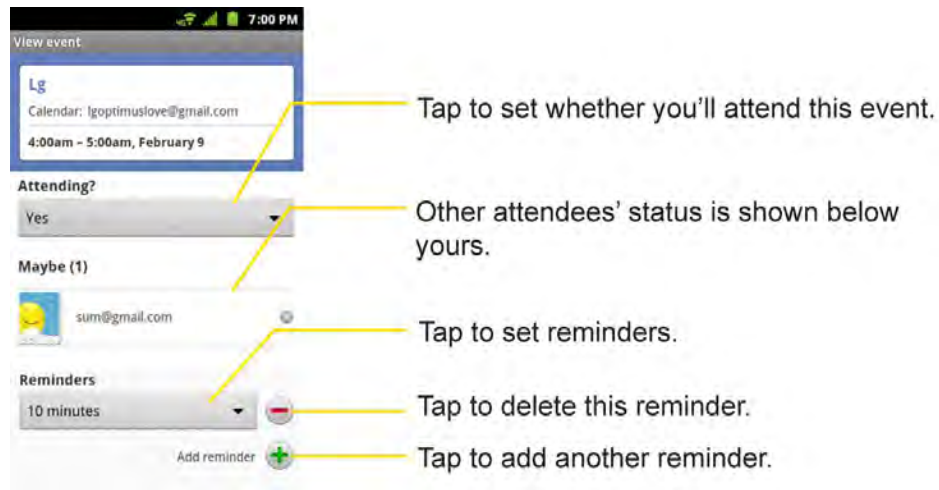 7:00 PM
View event
Lg
Calendar: lgoptimuslove@gmail.com
4:00am – 5:00am, February 9
Tap to set whether you'll attend this event.
Attending?
Yes
Other attendees' status is shown below
yours.
Maybe (1)
sum@gmail.com
Tap to set reminders.
Reminders
10 minutes
Tap to delete this reminder.
Add reminder
Tap to add another reminder.